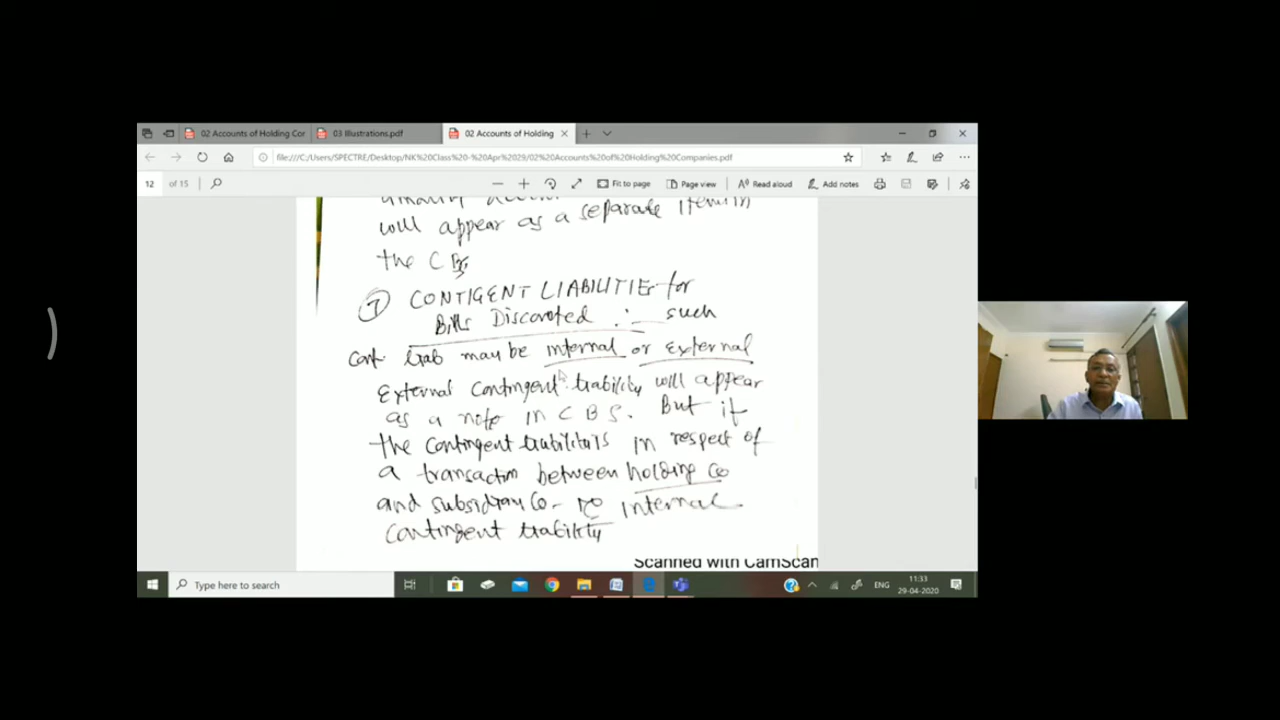 02 Accounts of Holding Cor
03 Illustrations.pdf
02 Accounts of Holding
file:///C:/Users/SPECTRE/Desktop/NK%20Class%20-%20Apr%2029/02%20Accounts%20of%20Holding%20Companies.pdf
12 of 15
Fit to page
Page view
Read aloud
Add notes
will appear as a separate item in
the C BS
7 CONTIGENT LIABILITIES for
Bills Discounted :- such
Cont. Liab may be internal or external
External contingent liability will appear
as a note in C B S. But if
the contingent liability is in respect of
a transaction between holding co
and subsidiary Co- ie internal
contingent liability
Scanned with CamScan
Type here to search
ENG
11:33
29-04-2020